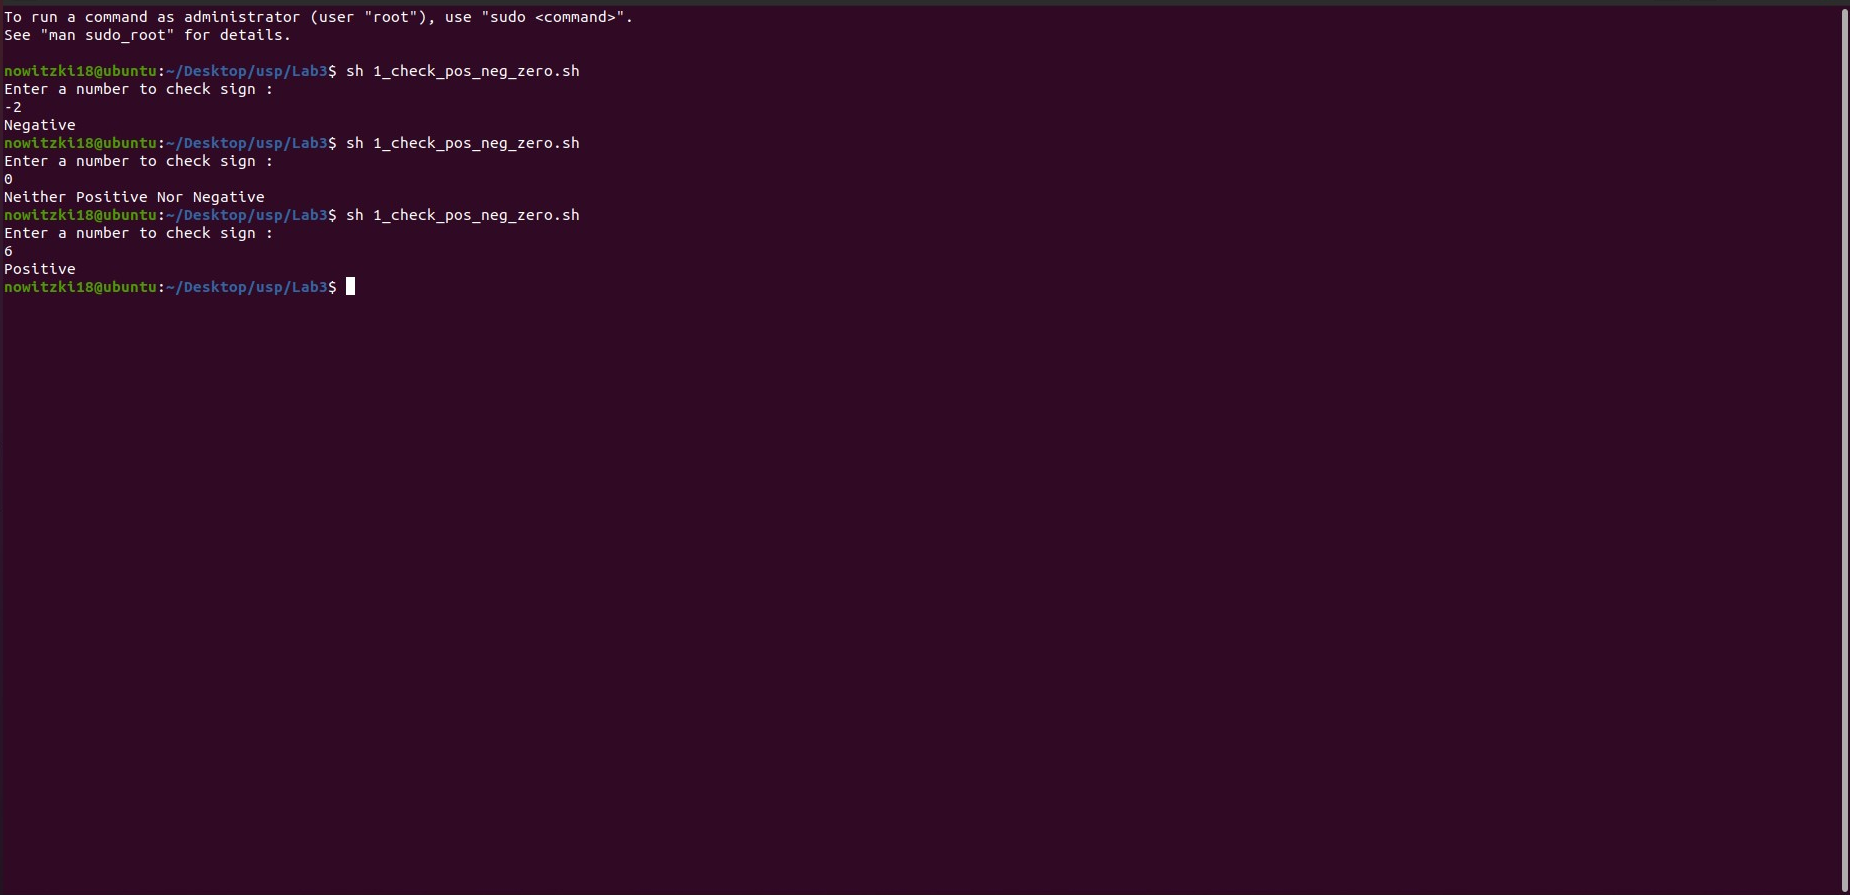 To run a command as administrator (user "root"), use "sudo <command>".
See "man sudo_root" for details.
nowitzki18@ubuntu:~/Desktop/usp/Lab3$ sh 1_check_pos_neg_zero.sh
Enter a number to check sign :
-2
Negative
nowitzki18@ubuntu:~/Desktop/usp/Lab3$ sh 1_check_pos_neg_zero.sh
Enter a number to check sign :
0
Neither Positive Nor Negative
nowitzki18@ubuntu:~/Desktop/usp/Lab3$ sh 1_check_pos_neg_zero.sh
Enter a number to check sign :
6
Positive
nowitzki18@ubuntu:~/Desktop/usp/Lab3$